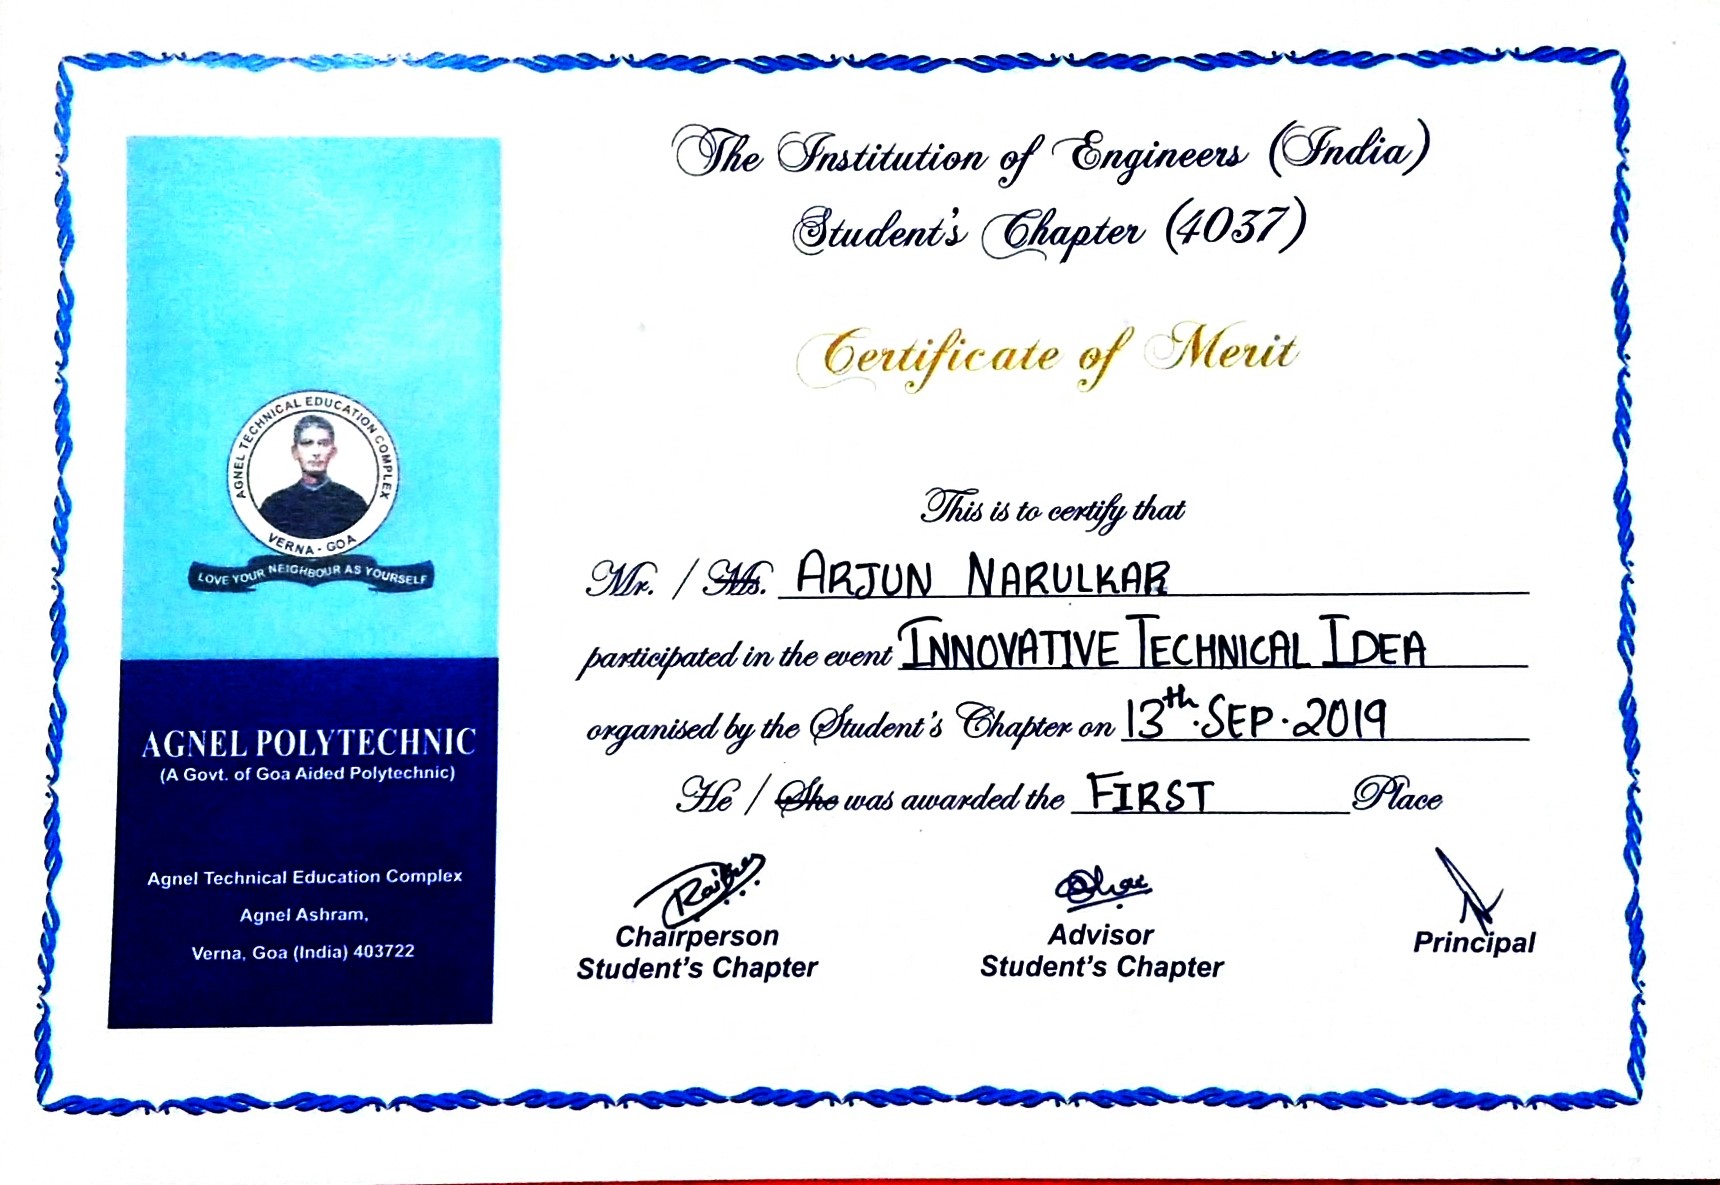 The Institution of Engineers (India)
Student's Chapter (4037)
Certificate of Merit
AGNEL TECHNICAL EDUCATION COMPLEX
VERNA - GOA
LOVE YOUR NEIGHBOUR AS YOURSELF
AGNEL POLYTECHNIC
(A Govt. of Goa Aided Polytechnic)
Agnel Technical Education Complex
Agnel Ashram,
Verna, Goa (India) 403722
This is to certify that
Mr. / Ms. ARJUN NARULKAR
participated in the event INNOVATIVE TECHNICAL IDEA
organised by the Student's Chapter on 13th.SEP.2019
He / She was awarded the FIRST Place
Chairperson
Student's Chapter
Advisor
Student's Chapter
Principal